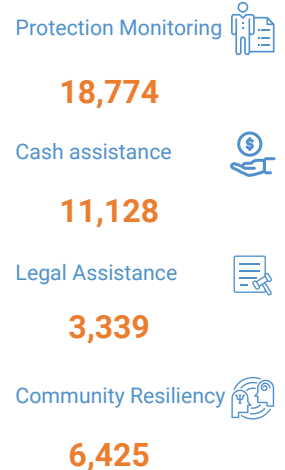 Protection Monitoring
18,774
Cash assistance
11,128
Legal Assistance
3,339
Community Resiliency
6,425